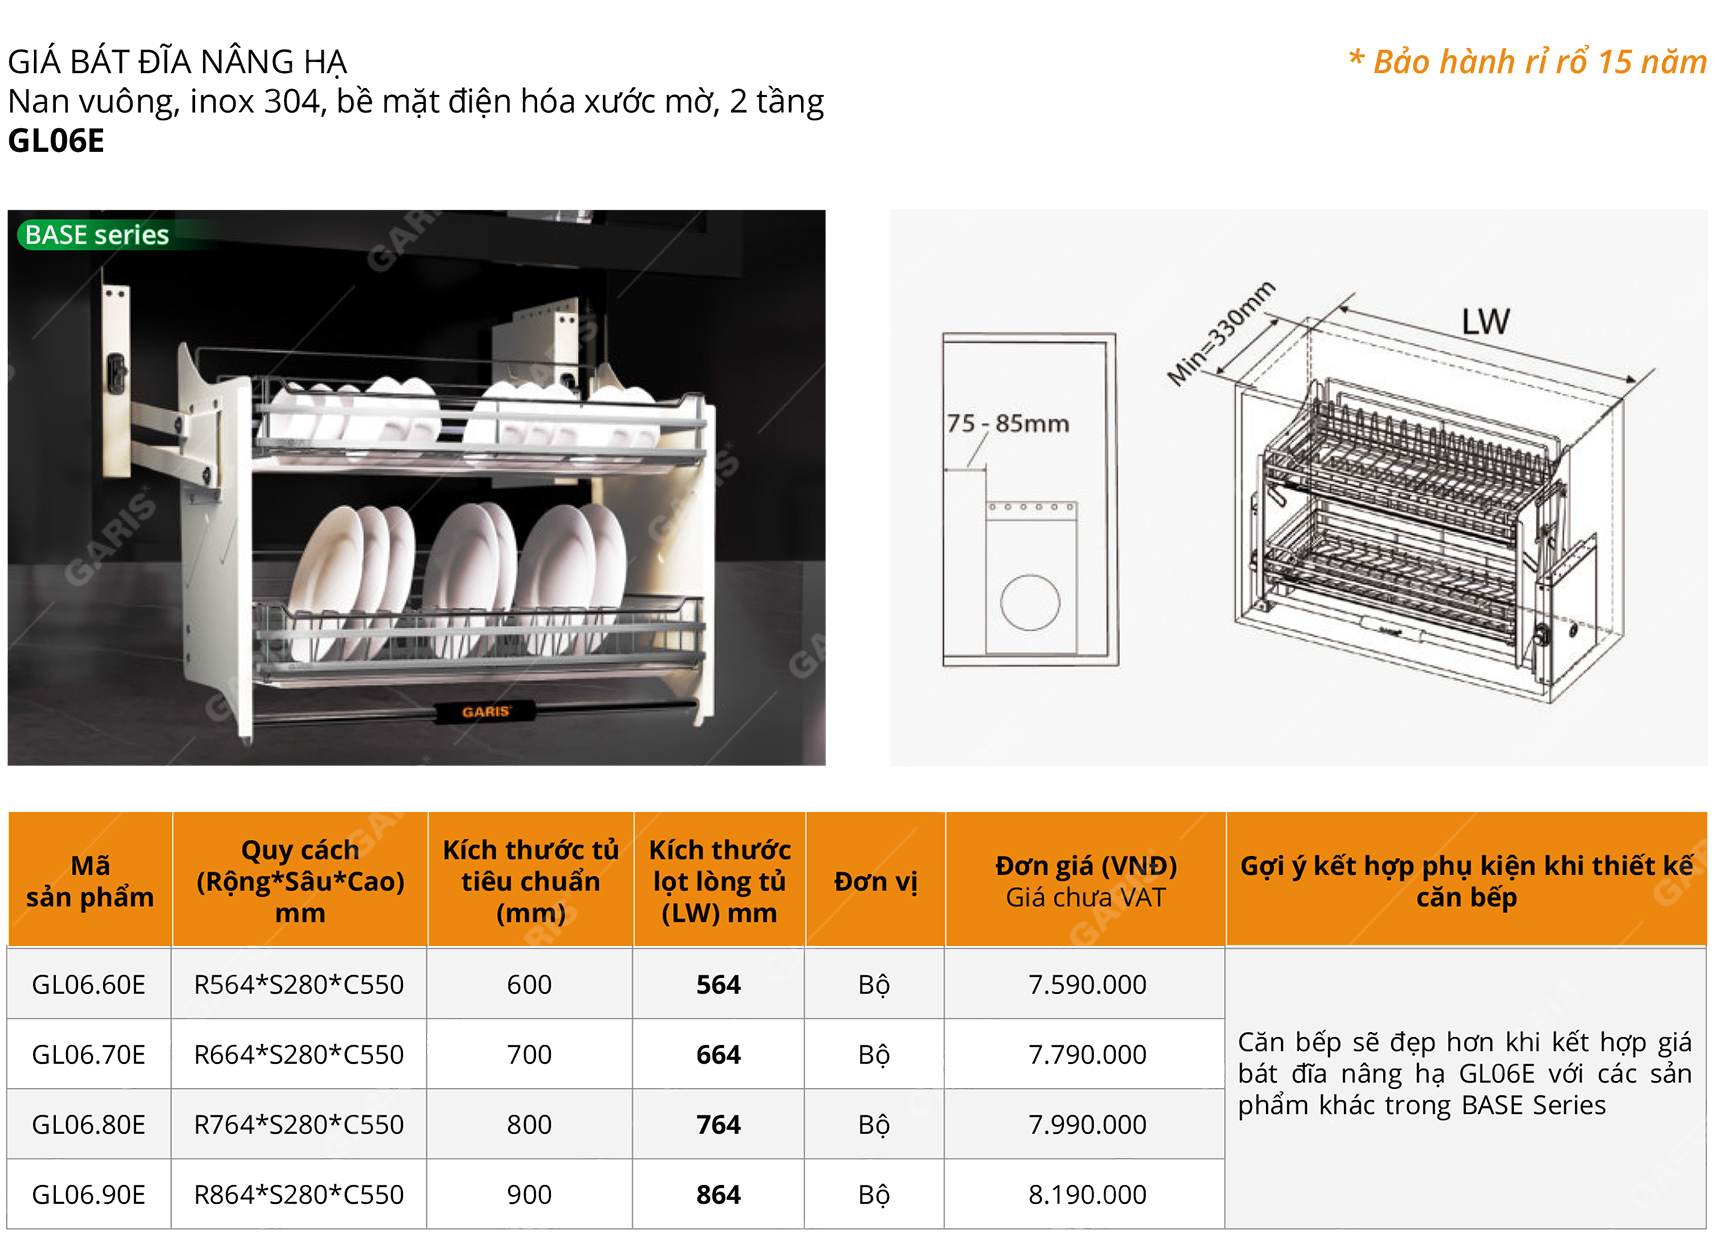 GIÁ BÁT ĐĨA NÂNG HẠ
* Bảo hành rỉ rổ 15 năm
Nan vuông, inox 304, bề mặt điện hóa xước mờ, 2 tầng
GL06E
BASE series
GARIS
75 - 85mm
Min=330mm
LW
Mã
sản phẩm
Quy cách
(Rộng*Sâu*Cao)
mm
Kích thước tủ
tiêu chuẩn
(mm)
Kích thước
lọt lòng tủ
(LW) mm
Đơn vị
Đơn giá (VNĐ)
Giá chưa VAT
Gợi ý kết hợp phụ kiện khi thiết kế
căn bếp
GL06.60E R564*S280*C550 600 564 Bộ 7.590.000
GL06.70E R664*S280*C550 700 664 Bộ 7.790.000
GL06.80E R764*S280*C550 800 764 Bộ 7.990.000
GL06.90E R864*S280*C550 900 864 Bộ 8.190.000
Căn bếp sẽ đẹp hơn khi kết hợp giá
bát đĩa nâng hạ GL06E với các sản
phẩm khác trong BASE Series